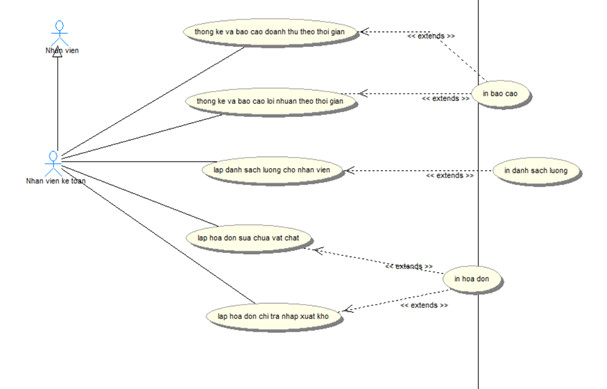 thong ke va bao cao doanh thu theo thoi gian
<< extends >>
Nhan vien
in bao cao
thong ke va bao cao loi nhuan theo thoi gian
<< extends >>
lap danh sach luong cho nhan vien
in danh sach luong
<< extends >>
Nhan vien ke toan
lap hoa don sua chua vat chat
<< extends >>
in hoa don
<< extends >>
lap hoa don chi tra nhap xuat kho